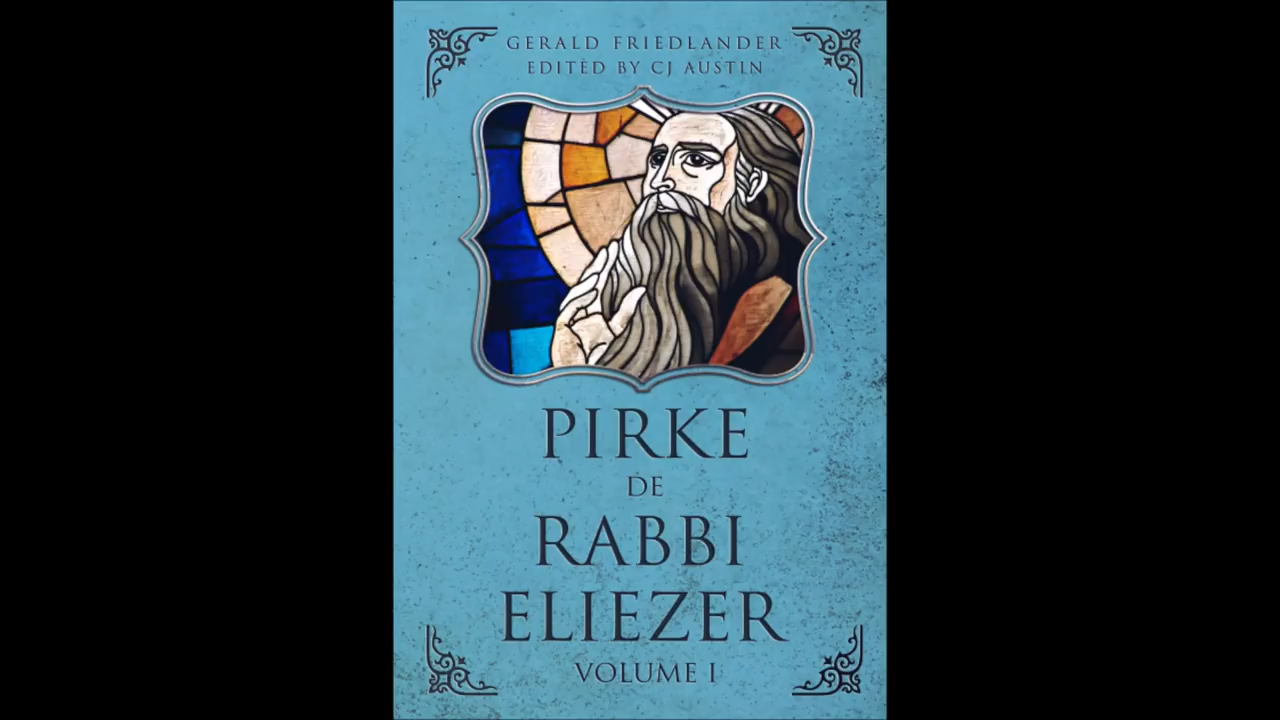 GERALD FRIEDLANDER
EDITED BY CJ AUSTIN
PIRKE
DE
RABBI
ELIEZER
VOLUME I